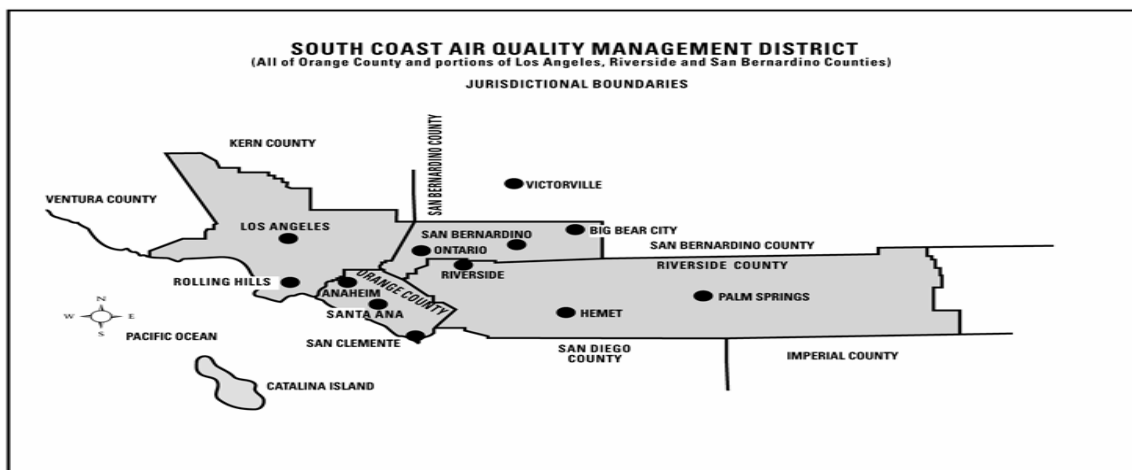 SOUTH COAST AIR QUALITY MANAGEMENT DISTRICT
(All of Orange County and portions of Los Angeles, Riverside and San Bernardino Counties)
JURISDICTIONAL BOUNDARIES
KERN COUNTY
SAN BERNARDINO COUNTY
VICTORVILLE
VENTURA COUNTY
LOS ANGELES
SAN BERNARDINO
BIG BEAR CITY
ONTARIO
SAN BERNARDINO COUNTY
RIVERSIDE COUNTY
RIVERSIDE
ROLLING HILLS
ORANGE COUNTY
ANAHEIM
PALM SPRINGS
SANTA ANA
HEMET
N
W
E
S
PACIFIC OCEAN
SAN CLEMENTE
SAN DIEGO
COUNTY
IMPERIAL COUNTY
CATALINA ISLAND